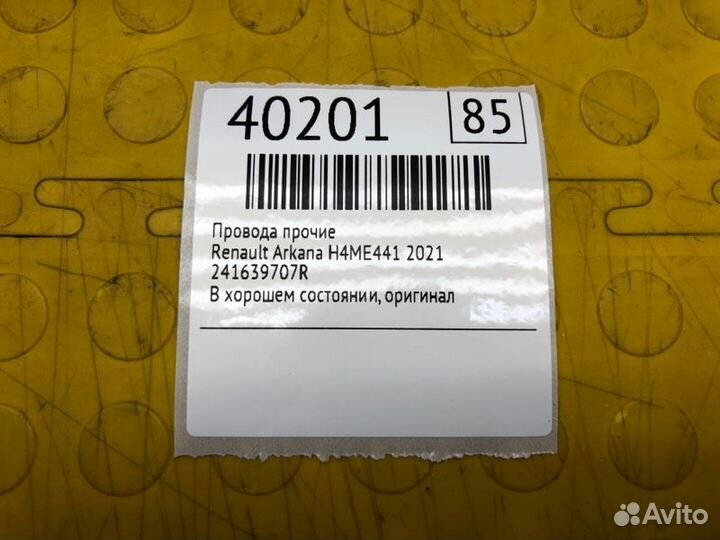 40201
85
Провода прочие
Renault Arkana H4ME441 2021
241639707R
В хорошем состоянии, оригинал
Avito